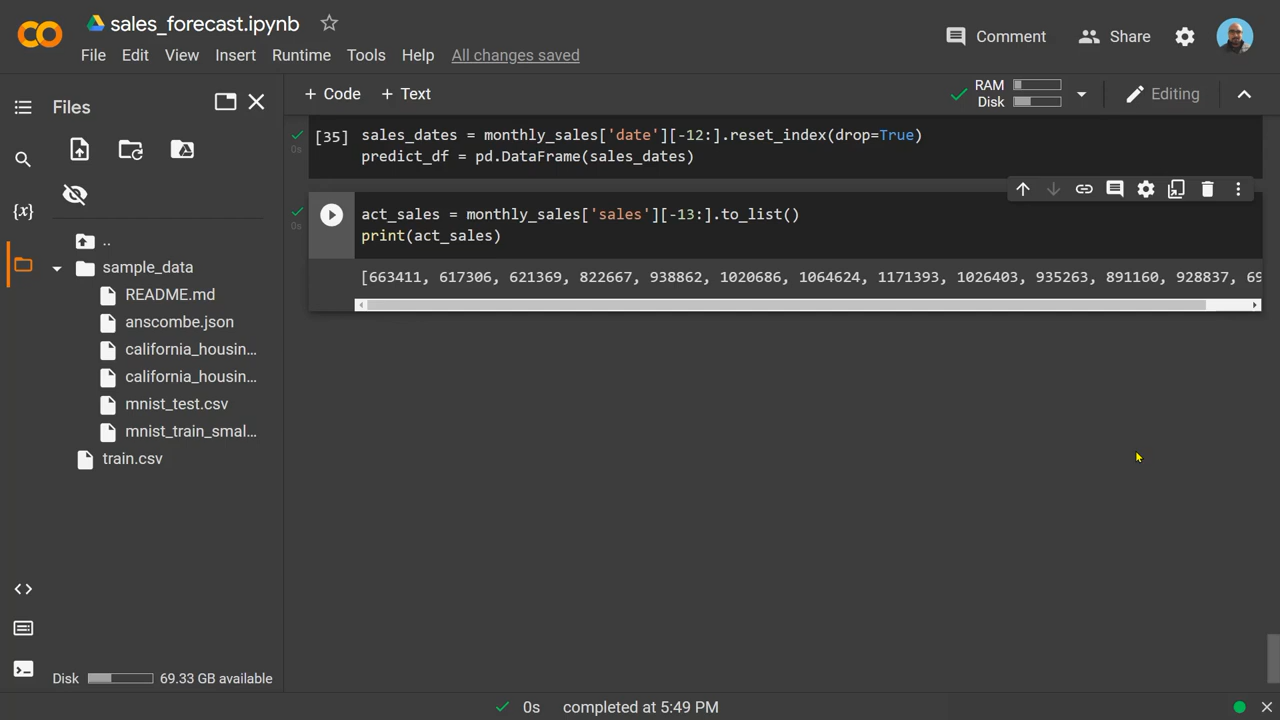 sales_forecast.ipynb
File Edit View Insert Runtime Tools Help All changes saved
Comment Share
Files
+ Code + Text
RAM
Disk
Editing
[35] sales_dates = monthly_sales['date'][-12:].reset_index(drop=True)
predict_df = pd.DataFrame(sales_dates)
0s
act_sales = monthly_sales['sales'][-13:].to_list()
print(act_sales)
0s
[663411, 617306, 621369, 822667, 938862, 1020686, 1064624, 1171393, 1026403, 935263, 891160, 928837, 69
{x}
..
sample_data
README.md
anscombe.json
california_housin...
california_housin...
mnist_test.csv
mnist_train_smal...
train.csv
Disk 69.33 GB available
0s completed at 5:49 PM